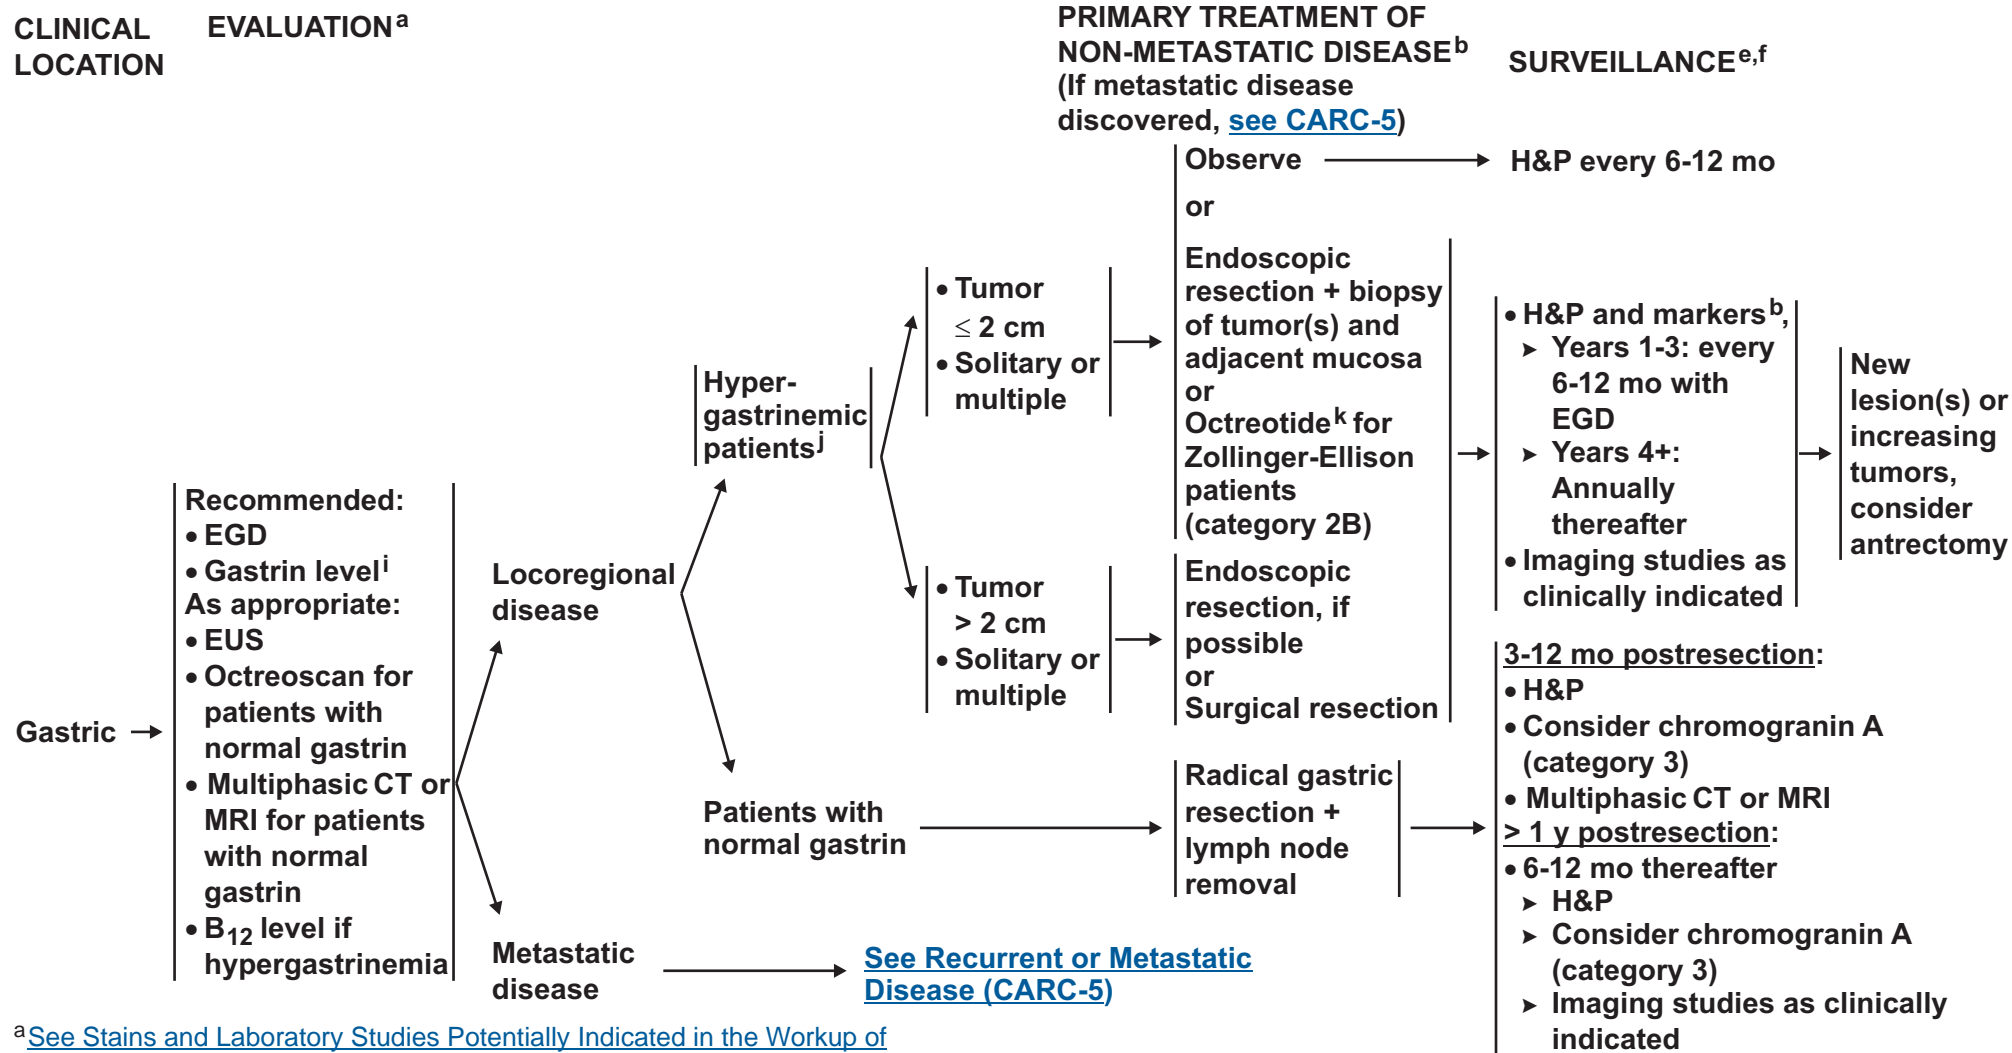 CLINICAL
LOCATION
EVALUATION a
PRIMARY TREATMENT OF
NON-METASTATIC DISEASE b
(If metastatic disease
discovered, see CARC-5)
SURVEILLANCE e,f
Gastric
Recommended:
• EGD
• Gastrin level i
As appropriate:
• EUS
• Octreoscan for
patients with
normal gastrin
• Multiphasic CT or
MRI for patients
with normal
gastrin
• B12 level if
hypergastrinemia
Locoregional
disease
Metastatic
disease
See Recurrent or Metastatic
Disease (CARC-5)
Hyper-
gastrinemic
patients j
Patients with
normal gastrin
• Tumor
≤ 2 cm
• Solitary or
multiple
• Tumor
> 2 cm
• Solitary or
multiple
Observe
or
Endoscopic
resection + biopsy
of tumor(s) and
adjacent mucosa
or
Octreotide k for
Zollinger-Ellison
patients
(category 2B)
Endoscopic
resection, if
possible
or
Surgical resection
Radical gastric
resection +
lymph node
removal
H&P every 6-12 mo
• H&P and markers b,
➤ Years 1-3: every
6-12 mo with
EGD
➤ Years 4+:
Annually
thereafter
• Imaging studies as
clinically indicated
New
lesion(s) or
increasing
tumors,
consider
antrectomy
3-12 mo postresection:
• H&P
• Consider chromogranin A
(category 3)
• Multiphasic CT or MRI
> 1 y postresection:
• 6-12 mo thereafter
➤ H&P
➤ Consider chromogranin A
(category 3)
➤ Imaging studies as clinically
indicated
a See Stains and Laboratory Studies Potentially Indicated in the Workup of